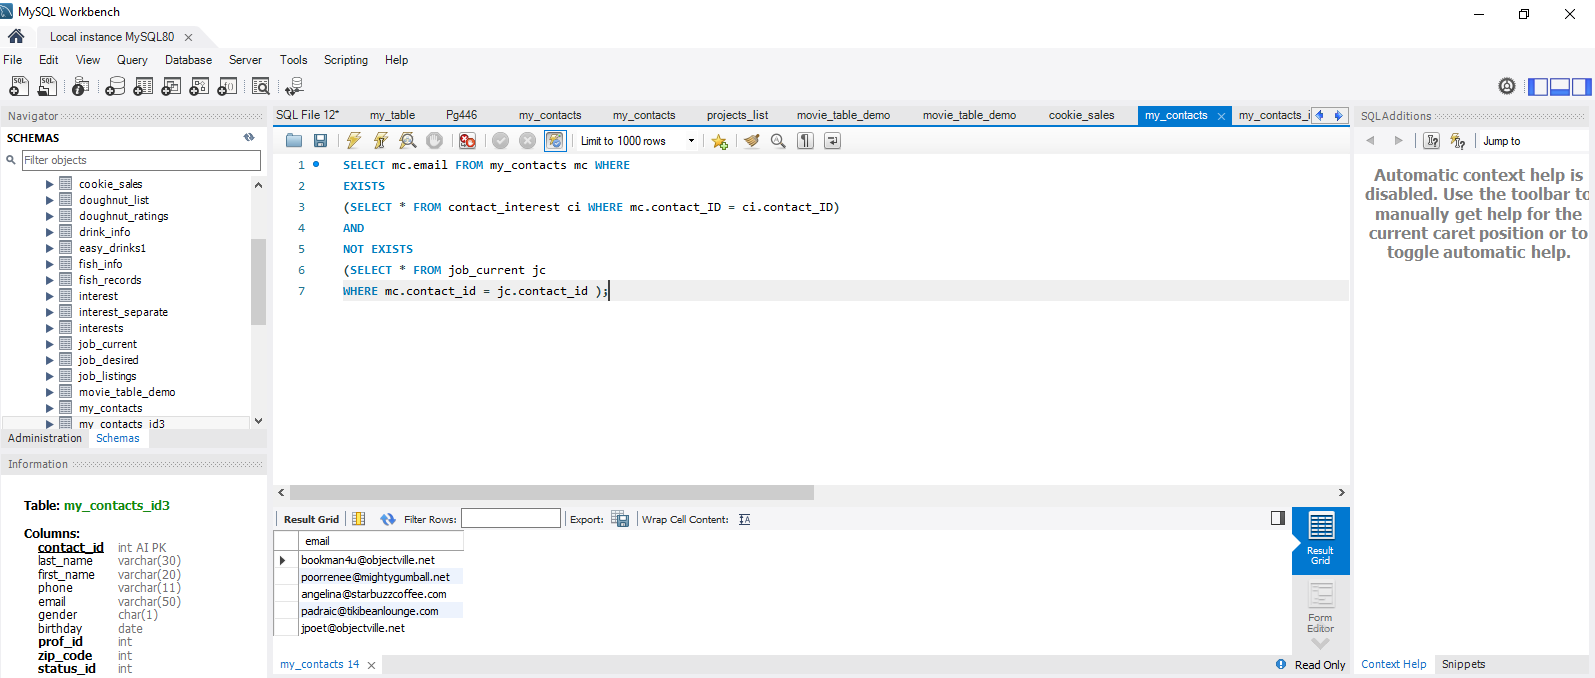 MySQL Workbench
Local instance MySQL80
File Edit View Query Database Server Tools Scripting Help
Navigator
SCHEMAS
Filter objects
cookie_sales
doughnut_list
doughnut_ratings
drink_info
easy_drinks1
fish_info
fish_records
interest
interest_separate
interests
job_current
job_desired
job_listings
movie_table_demo
my_contacts
my_contacts_id3
Administration Schemas
Information
Table: my_contacts_id3
Columns:
contact_id int AI PK
last_name varchar(30)
first_name varchar(20)
phone varchar(11)
email varchar(50)
gender char(1)
birthday date
prof_id int
zip_code int
status_id int
SQL File 12* my_table Pg446 my_contacts my_contacts projects_list movie_table_demo movie_table_demo cookie_sales my_contacts my_contacts_i
Limit to 1000 rows
1 SELECT mc.email FROM my_contacts mc WHERE
2 EXISTS
3 (SELECT * FROM contact_interest ci WHERE mc.contact_ID = ci.contact_ID)
4 AND
5 NOT EXISTS
6 (SELECT * FROM job_current jc
7 WHERE mc.contact_id = jc.contact_id );
Result Grid Filter Rows: Export: Wrap Cell Content:
email
bookman4u@objectville.net
poorrenee@mightygumball.net
angelina@starbuzzcoffee.com
padraic@tikibeanlounge.com
jpoet@objectville.net
Result
Grid
Form
Editor
my_contacts 14
Read Only
SQLAdditions
Jump to
Automatic context help is
disabled. Use the toolbar to
manually get help for the
current caret position or to
toggle automatic help.
Context Help Snippets